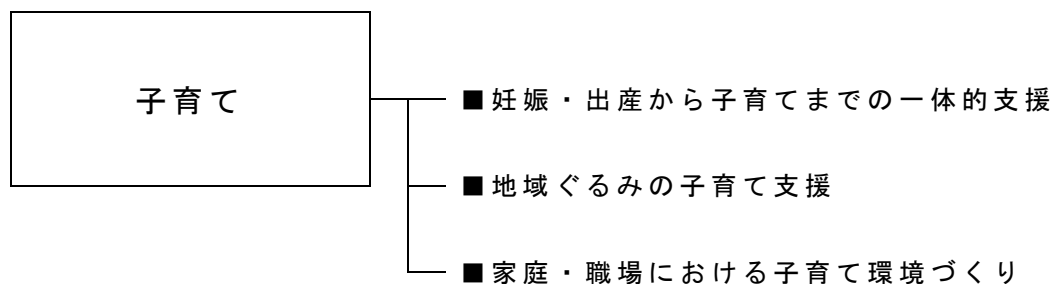 子育て
■妊娠・出産から子育てまでの一体的支援
■地域ぐるみの子育て支援
■家庭・職場における子育て環境づくり